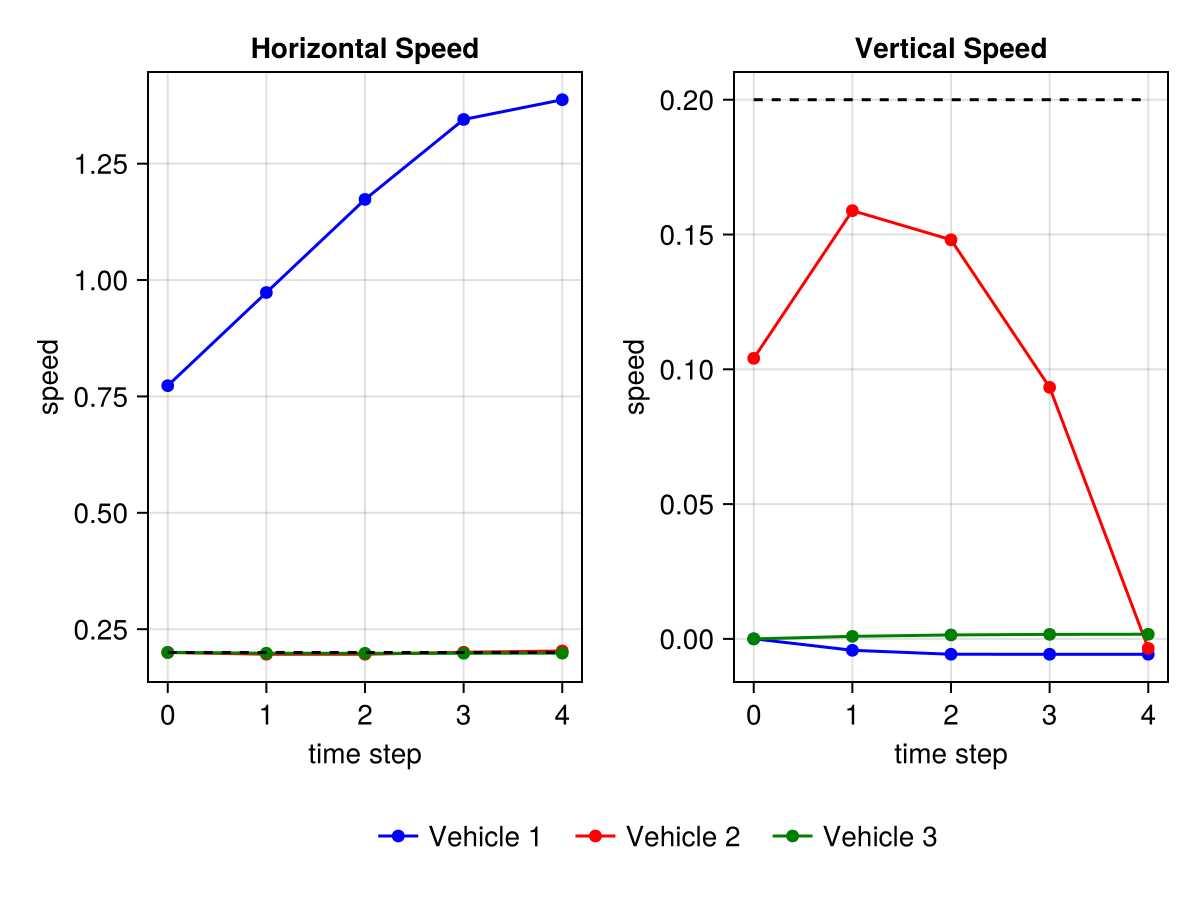 Horizontal Speed
speed
1.25
1.00
0.75
0.50
0.25
0 1 2 3 4
time step
Vertical Speed
speed
0.20
0.15
0.10
0.05
0.00
0 1 2 3 4
time step
Vehicle 1 Vehicle 2 Vehicle 3